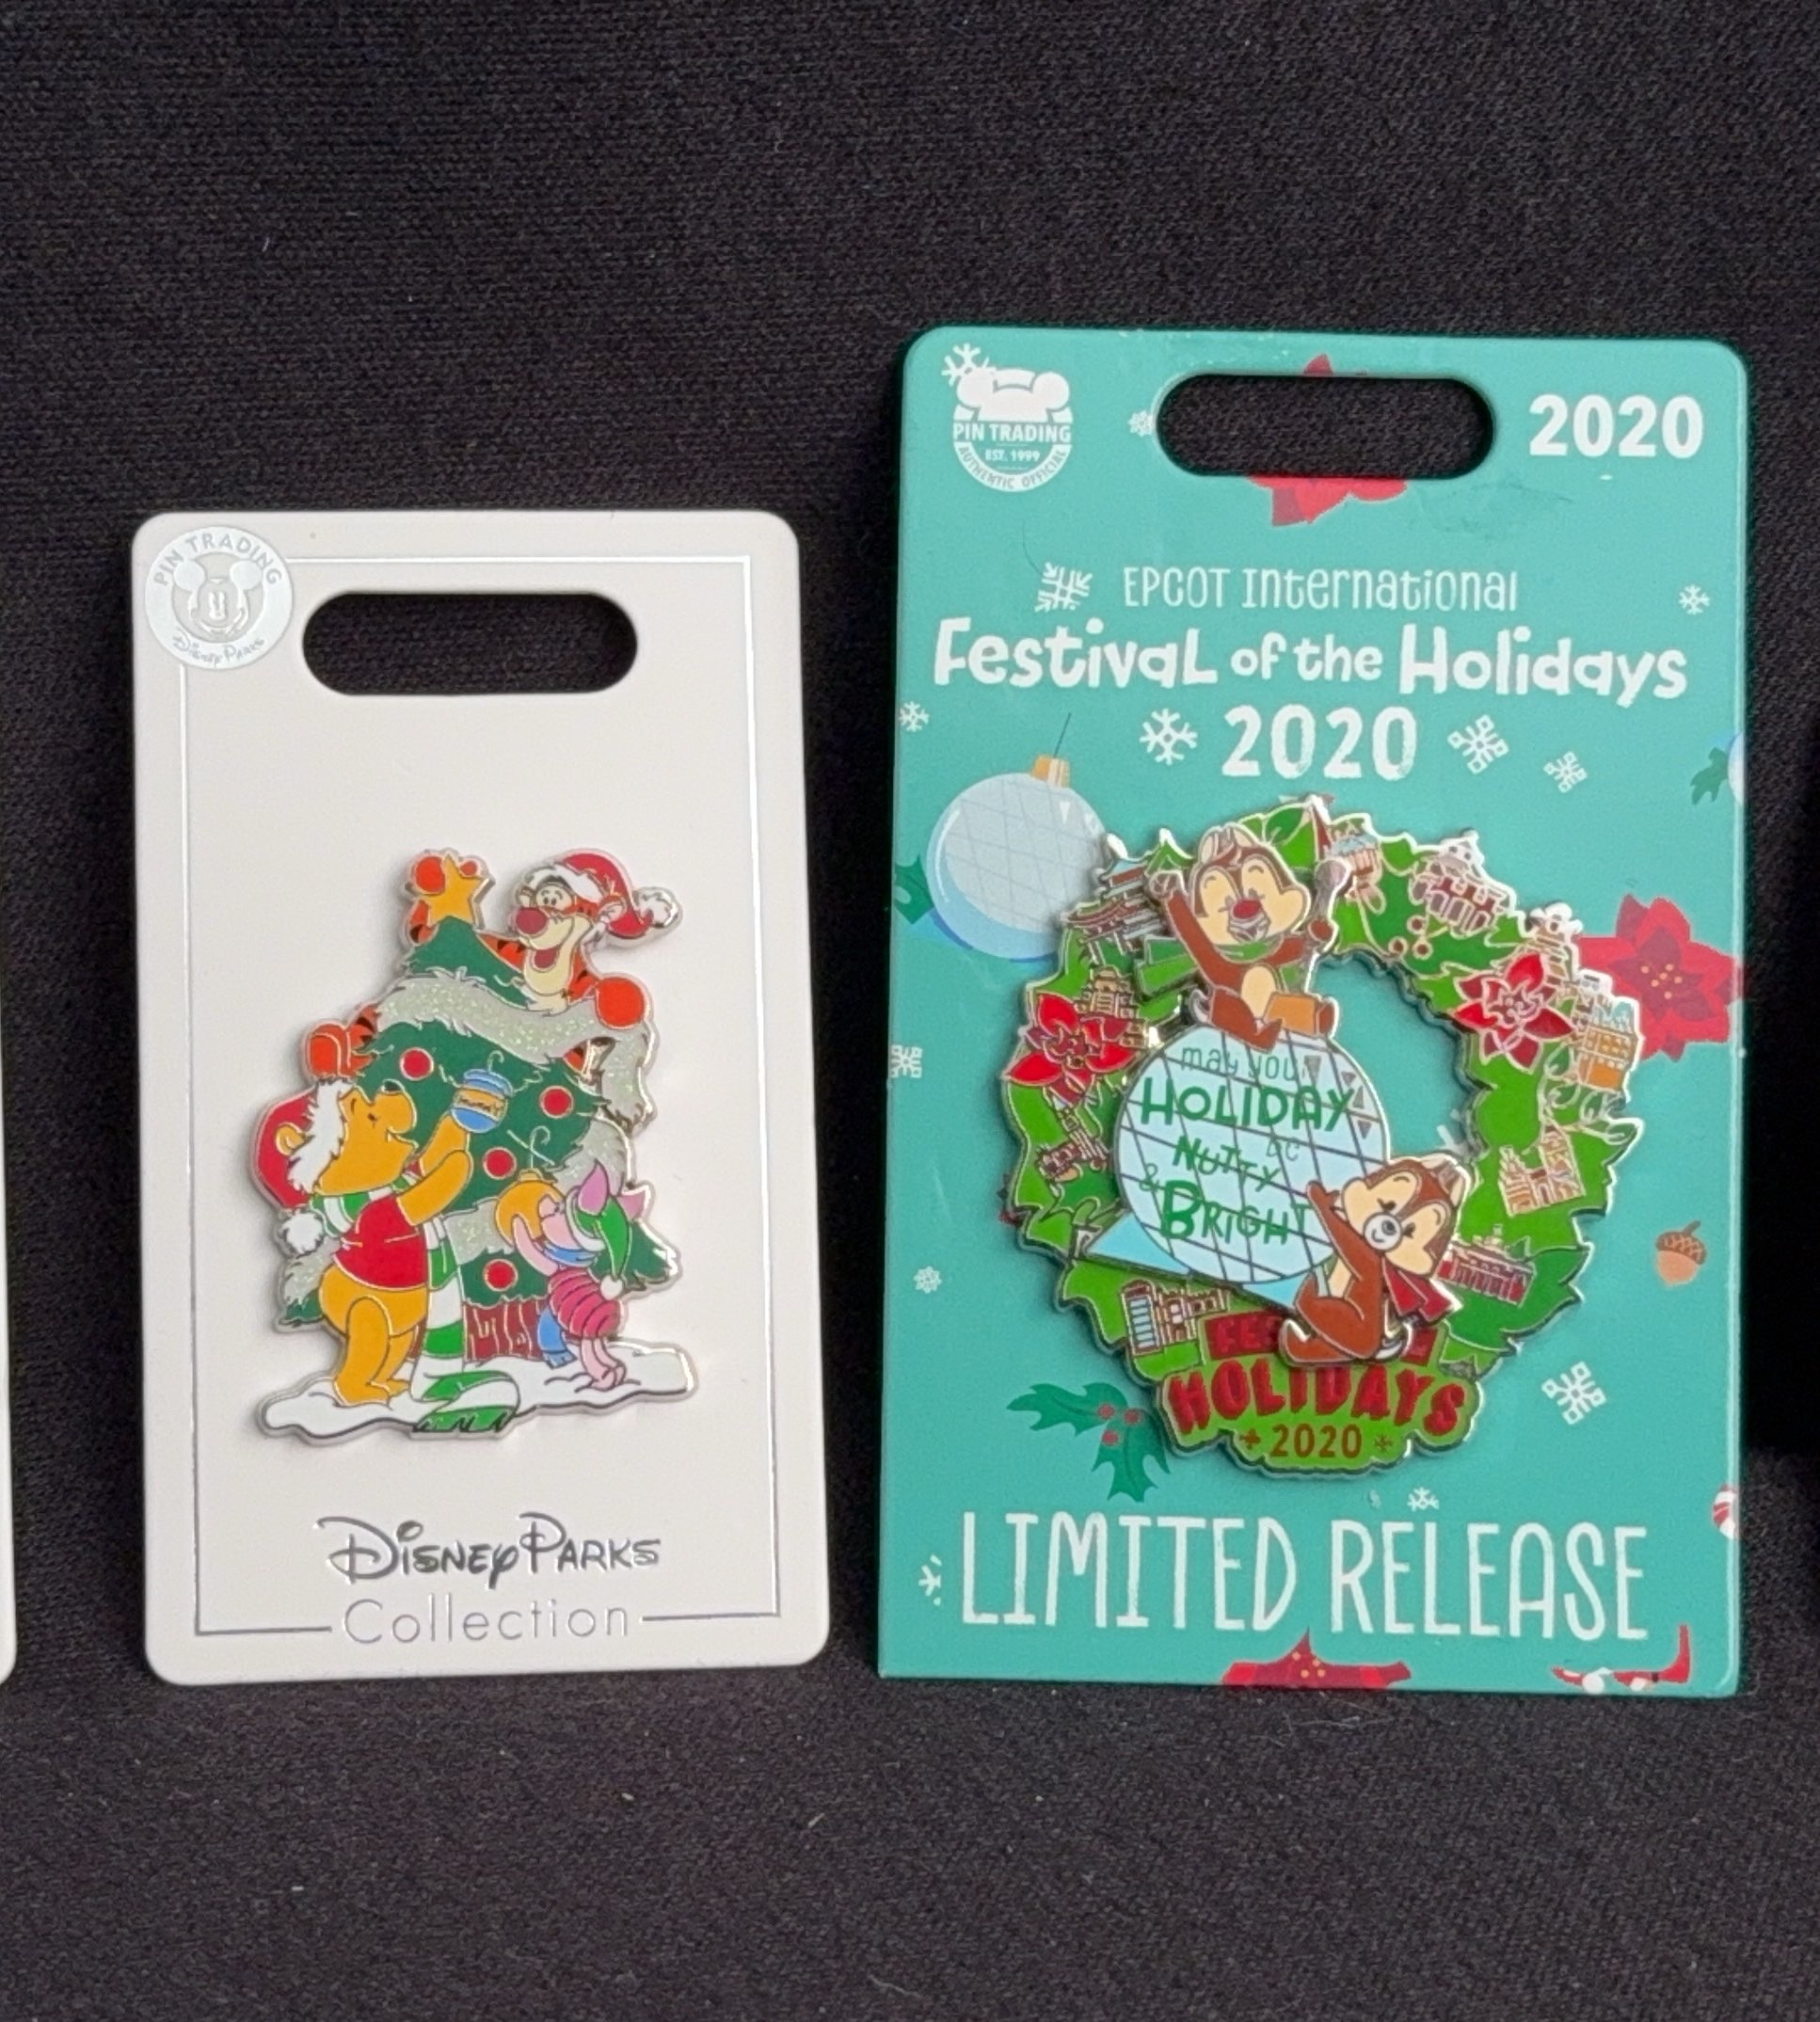 PIN TRADING
Disney Parks
DISNEY PARKS
Collection
PIN TRADING
EST. 1999
AUTHENTIC OFFICIAL
2020
EPCOT International
Festival of the Holidays
2020
may your
HOLIDAY
be
NUTTY
&
BRIGHT
HOLIDAYS
2020
LIMITED RELEASE